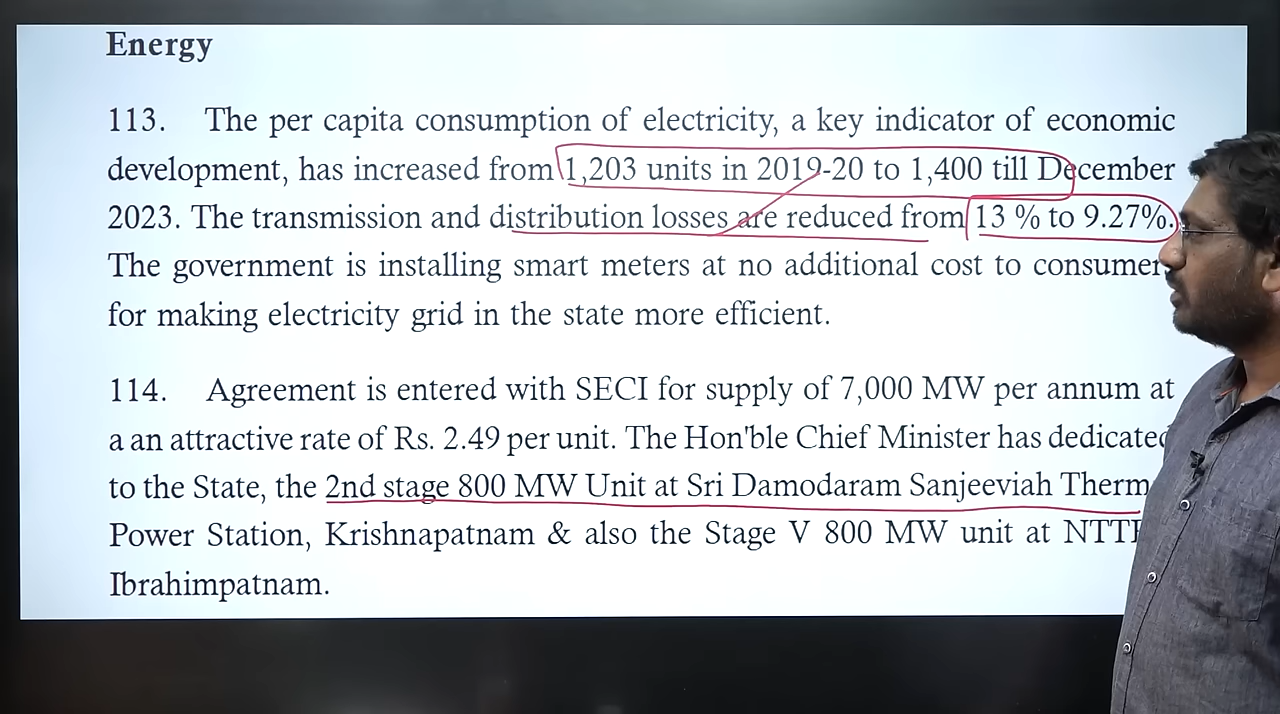 Energy
113. The per capita consumption of electricity, a key indicator of economic
development, has increased from 1,203 units in 2019-20 to 1,400 till December
2023. The transmission and distribution losses are reduced from 13 % to 9.27%.
The government is installing smart meters at no additional cost to consumers
for making electricity grid in the state more efficient.
114. Agreement is entered with SECI for supply of 7,000 MW per annum at
a an attractive rate of Rs. 2.49 per unit. The Hon'ble Chief Minister has dedicated
to the State, the 2nd stage 800 MW Unit at Sri Damodaram Sanjeeviah
Power Station, Krishnapatnam & also the Stage V 800 MW unit at
Ibrahimpatnam.